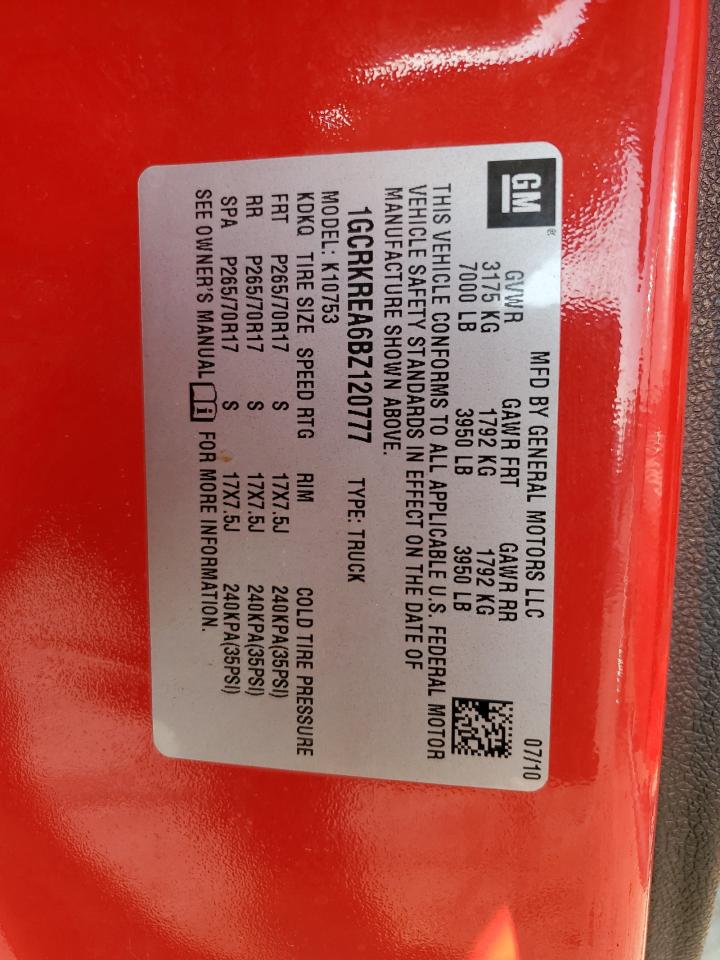 GM
MFD BY GENERAL MOTORS LLC 07/10
GVWR GAWR FRT GAWR RR
3175 KG 1792 KG 1792 KG
7000 LB 3950 LB 3950 LB
THIS VEHICLE CONFORMS TO ALL APPLICABLE U.S. FEDERAL MOTOR
VEHICLE SAFETY STANDARDS IN EFFECT ON THE DATE OF
MANUFACTURE SHOWN ABOVE.
1GCRKREA6BZ120777 TYPE: TRUCK
MODEL: K10753
KDKQ TIRE SIZE SPEED RTG RIM COLD TIRE PRESSURE
FRT P265/70R17 S 17X7.5J 240KPA(35PSI)
RR P265/70R17 S 17X7.5J 240KPA(35PSI)
SPA P265/70R17 S 17X7.5J 240KPA(35PSI)
SEE OWNER'S MANUAL FOR MORE INFORMATION.